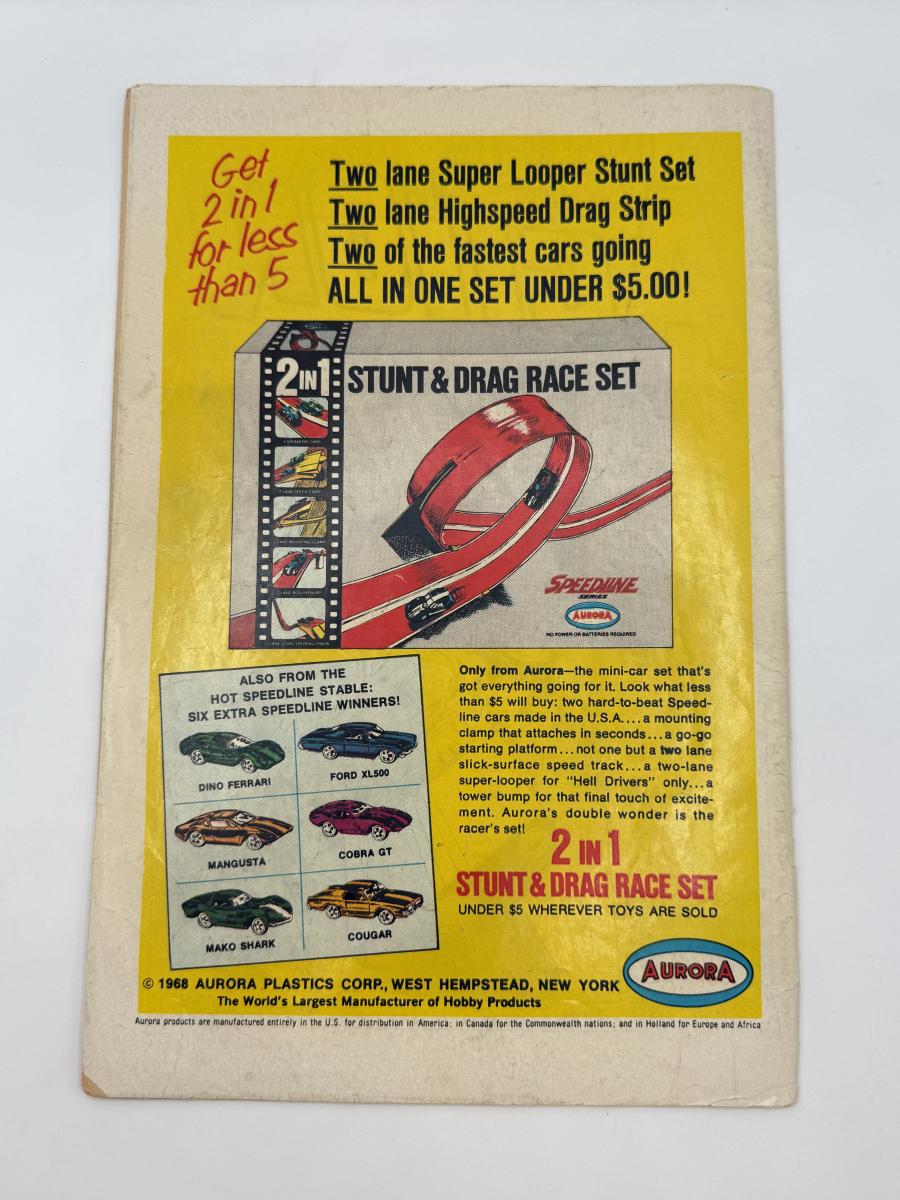 Get
2 in 1
for less
than 5
Two lane Super Looper Stunt Set
Two lane Highspeed Drag Strip
Two of the fastest cars going
ALL IN ONE SET UNDER $5.00!
2 IN 1
STUNT & DRAG RACE SET
2 SPEEDLINE CARS
2 LANE MOUNTING CLAMP
SPEEDLINE
SERIES
AURORA
NO POWER OR BATTERIES REQUIRED
ALSO FROM THE
HOT SPEEDLINE STABLE:
SIX EXTRA SPEEDLINE WINNERS!
DINO FERRARI
FORD XL500
MANGUSTA
COBRA GT
MAKO SHARK
COUGAR
Only from Aurora—the mini-car set that's
got everything going for it. Look what less
than $5 will buy: two hard-to-beat Speed-
line cars made in the U.S.A....a mounting
clamp that attaches in seconds...a go-go
starting platform...not one but a two lane
slick-surface speed track...a two-lane
super-looper for "Hell Drivers" only...a
tower bump for that final touch of excite-
ment. Aurora's double wonder is the
racer's set!
2 IN 1
STUNT & DRAG RACE SET
UNDER $5 WHEREVER TOYS ARE SOLD
© 1968 AURORA PLASTICS CORP., WEST HEMPSTEAD, NEW YORK
The World's Largest Manufacturer of Hobby Products
AURORA
Aurora products are manufactured entirely in the U.S. for distribution in America; in Canada for the Commonwealth nations; and in Holland for Europe and Africa